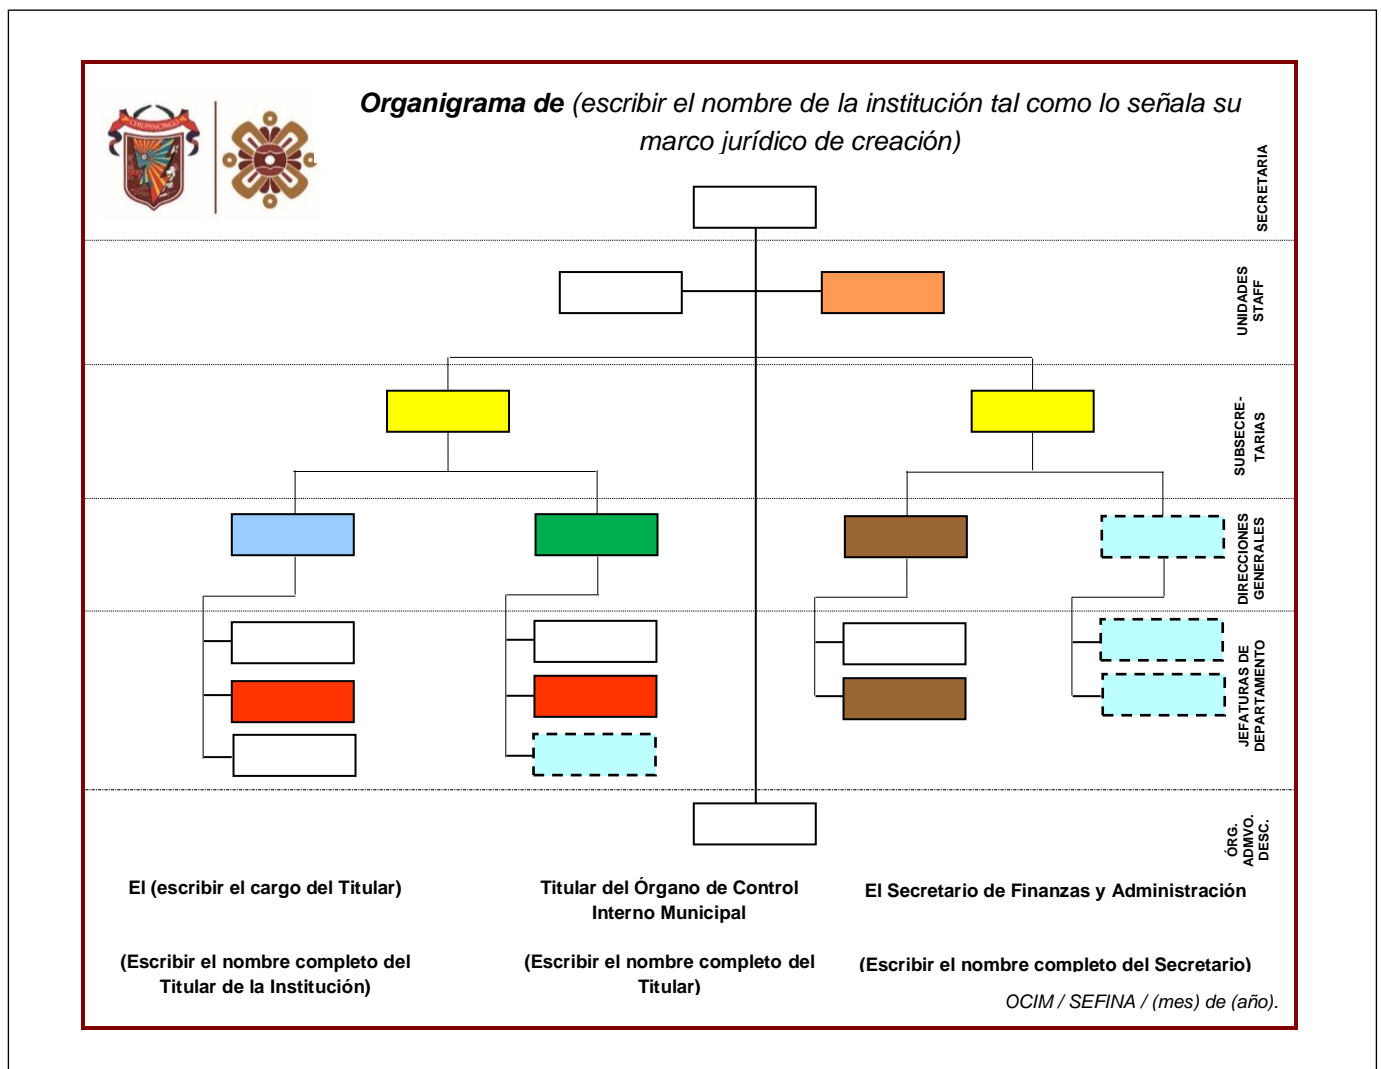 Organigrama de (escribir el nombre de la institución tal como lo señala su
marco jurídico de creación)
CHILPANCINGO
SECRETARIA
UNIDADES
STAFF
SUBSECRE-
TARIAS
DIRECCIONES
GENERALES
JEFATURAS DE
DEPARTAMENTO
ÓRG.
ADMVO.
DESC.
El (escribir el cargo del Titular)
(Escribir el nombre completo del
Titular de la Institución)
Titular del Órgano de Control
Interno Municipal
(Escribir el nombre completo del
Titular)
El Secretario de Finanzas y Administración
(Escribir el nombre completo del Secretario)
OCIM / SEFINA / (mes) de (año).